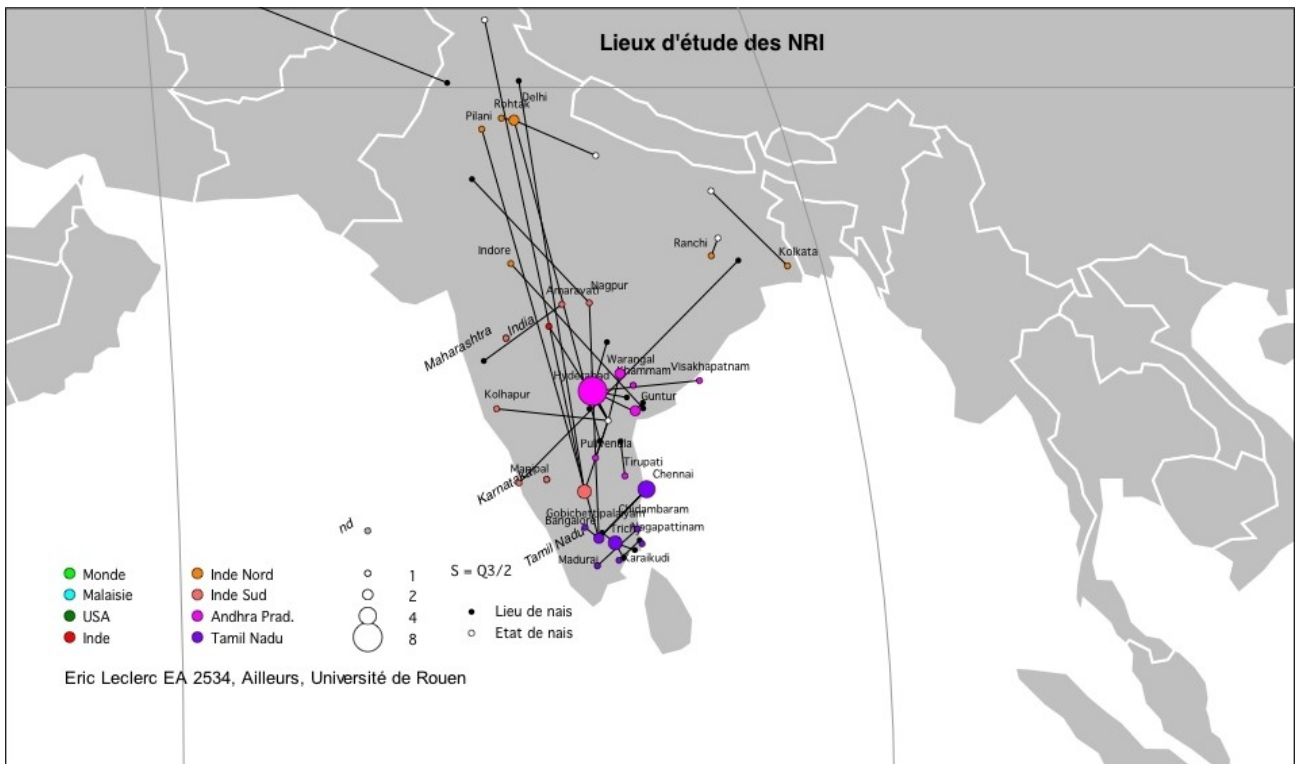 Lieux d'étude des NRI
Delhi
Rohtak
Pilani
Ranchi
Kolkata
Indore
Nagpur
Amaravati
India
Maharashtra
Warangal
Khammam
Visakhapatnam
Hyderabad
Guntur
Kolhapur
Pulivendla
Tirupati
Manipal
Karnataka
Chennai
Chidambaram
Gobichettipalaiyam
Bangalore
Trichy
Nagapattinam
Tamil Nadu
Madurai
Karaikudi
nd
Monde
Malaisie
USA
Inde
Inde Nord
Inde Sud
Andhra Prad.
Tamil Nadu
1
2
4
8
S = Q3/2
Lieu de nais
Etat de nais
Eric Leclerc EA 2534, Ailleurs, Université de Rouen